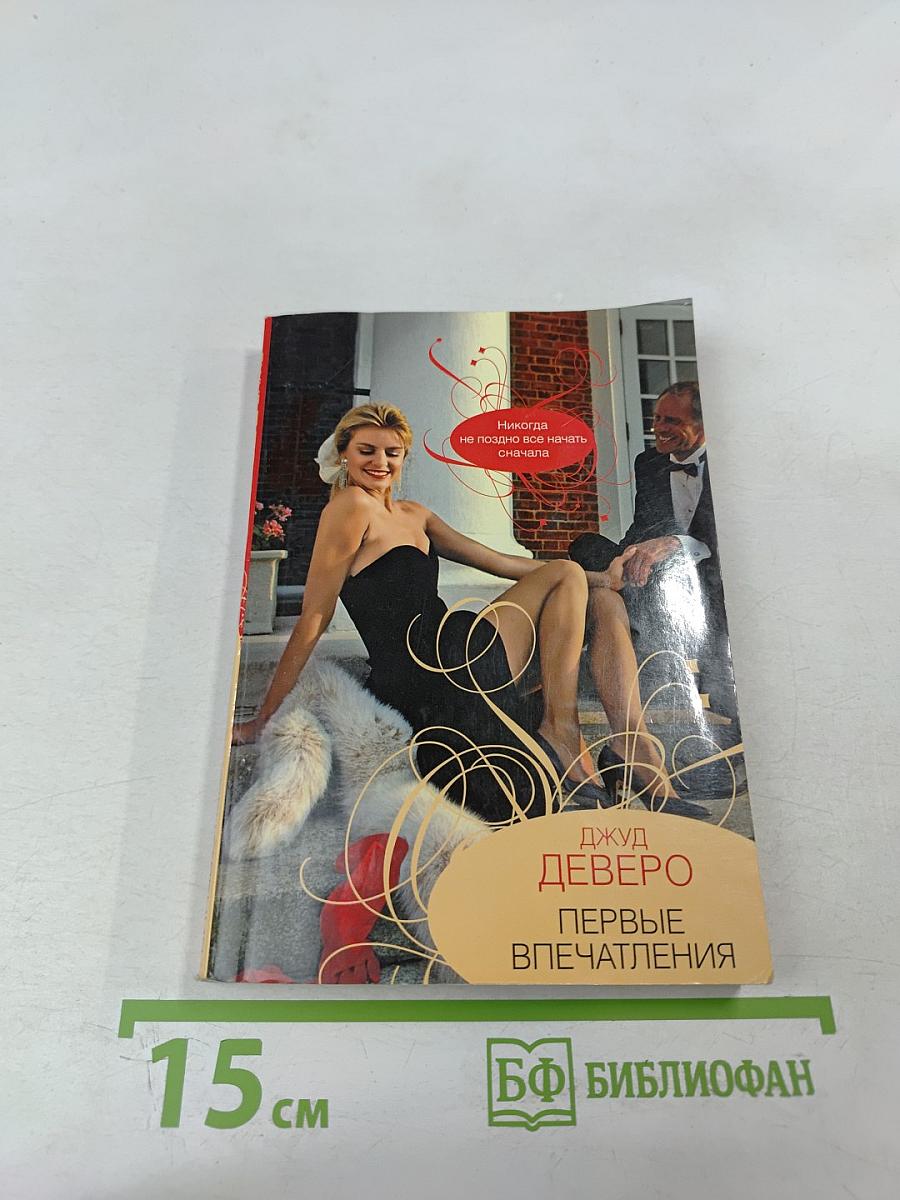 Никогда
не поздно все начать
сначала
ДЖУД
ДЕВЕРО
ПЕРВЫЕ
ВПЕЧАТЛЕНИЯ
15 см
БФ БИБЛИОФАН